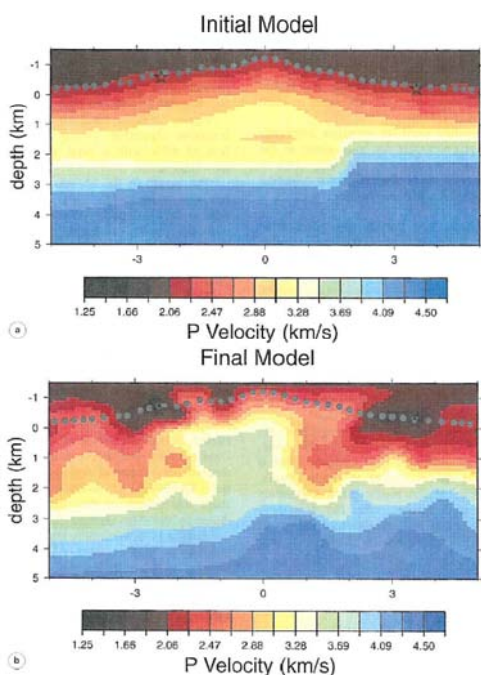 Initial Model
-1
0
1
2
3
4
5
depth (km)
-3 0 3
1.25 1.66 2.06 2.47 2.88 3.28 3.69 4.09 4.50
P Velocity (km/s)
a
Final Model
-1
0
1
2
3
4
5
depth (km)
-3 0 3
1.25 1.66 2.06 2.47 2.88 3.28 3.59 4.09 4.50
P Velocity (km/s)
b